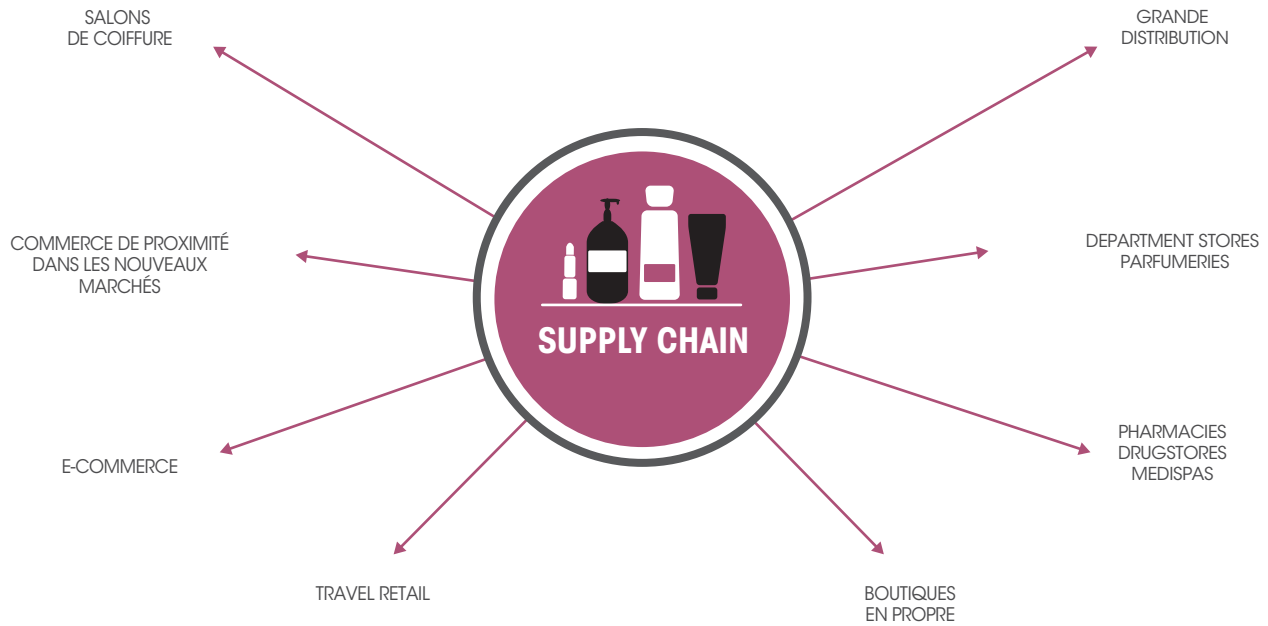 SALONS
DE COIFFURE
GRANDE
DISTRIBUTION
COMMERCE DE PROXIMITÉ
DANS LES NOUVEAUX
MARCHÉS
DEPARTMENT STORES
PARFUMERIES
SUPPLY CHAIN
E-COMMERCE
PHARMACIES
DRUGSTORES
MEDISPAS
TRAVEL RETAIL
BOUTIQUES
EN PROPRE